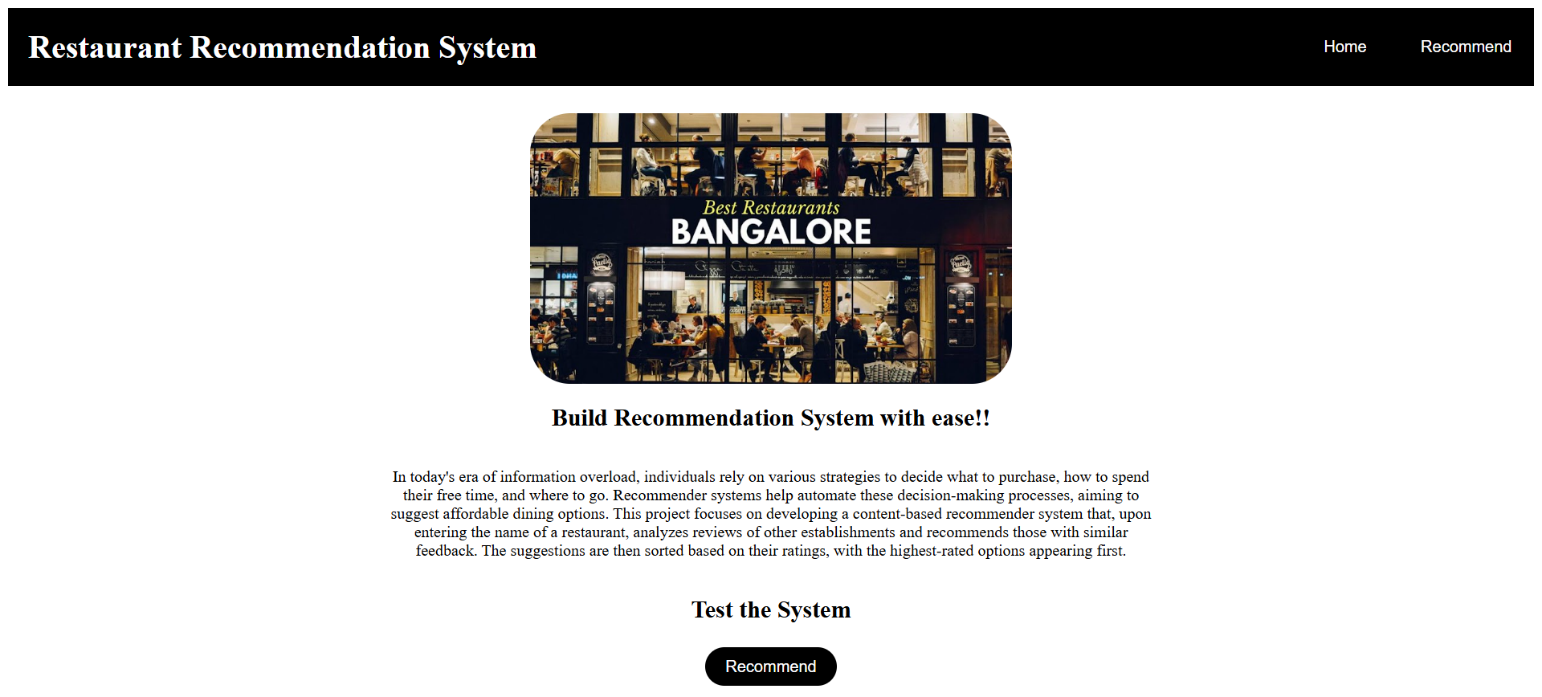 Restaurant Recommendation System
Home
Recommend
Best Restaurants
BANGALORE
Build Recommendation System with ease!!
In today's era of information overload, individuals rely on various strategies to decide what to purchase, how to spend
their free time, and where to go. Recommender systems help automate these decision-making processes, aiming to
suggest affordable dining options. This project focuses on developing a content-based recommender system that, upon
entering the name of a restaurant, analyzes reviews of other establishments and recommends those with similar
feedback. The suggestions are then sorted based on their ratings, with the highest-rated options appearing first.
Test the System
Recommend